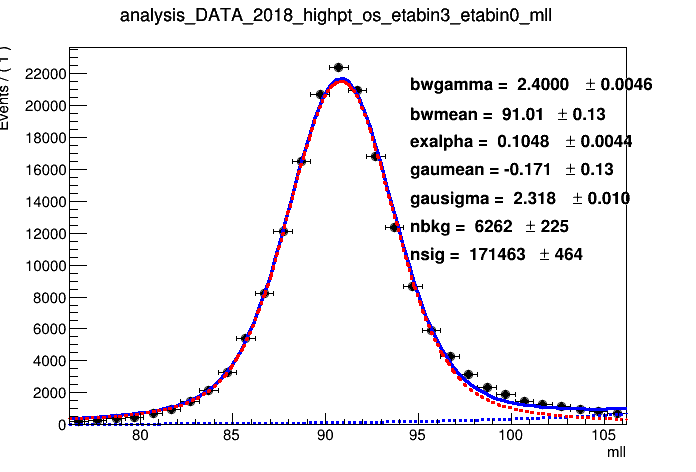 analysis_DATA_2018_highpt_os_etabin3_etabin0_mll
Events / ( 1 )
22000
20000
18000
16000
14000
12000
10000
8000
6000
4000
2000
0
bwgamma = 2.4000 ± 0.0046
bwmean = 91.01 ± 0.13
exalpha = 0.1048 ± 0.0044
gaumean = -0.171 ± 0.13
gausigma = 2.318 ± 0.010
nbkg = 6262 ± 225
nsig = 171463 ± 464
80 85 90 95 100 105
mll